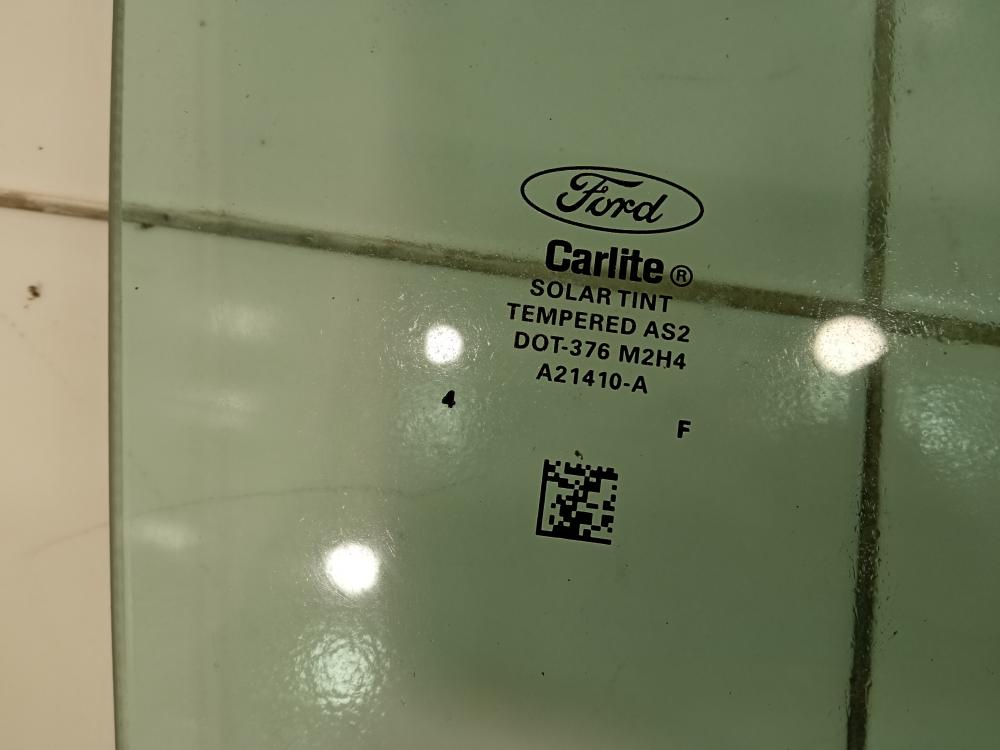 Ford
Carlite®
SOLAR TINT
TEMPERED AS2
DOT-376 M2H4
A21410-A
4
F